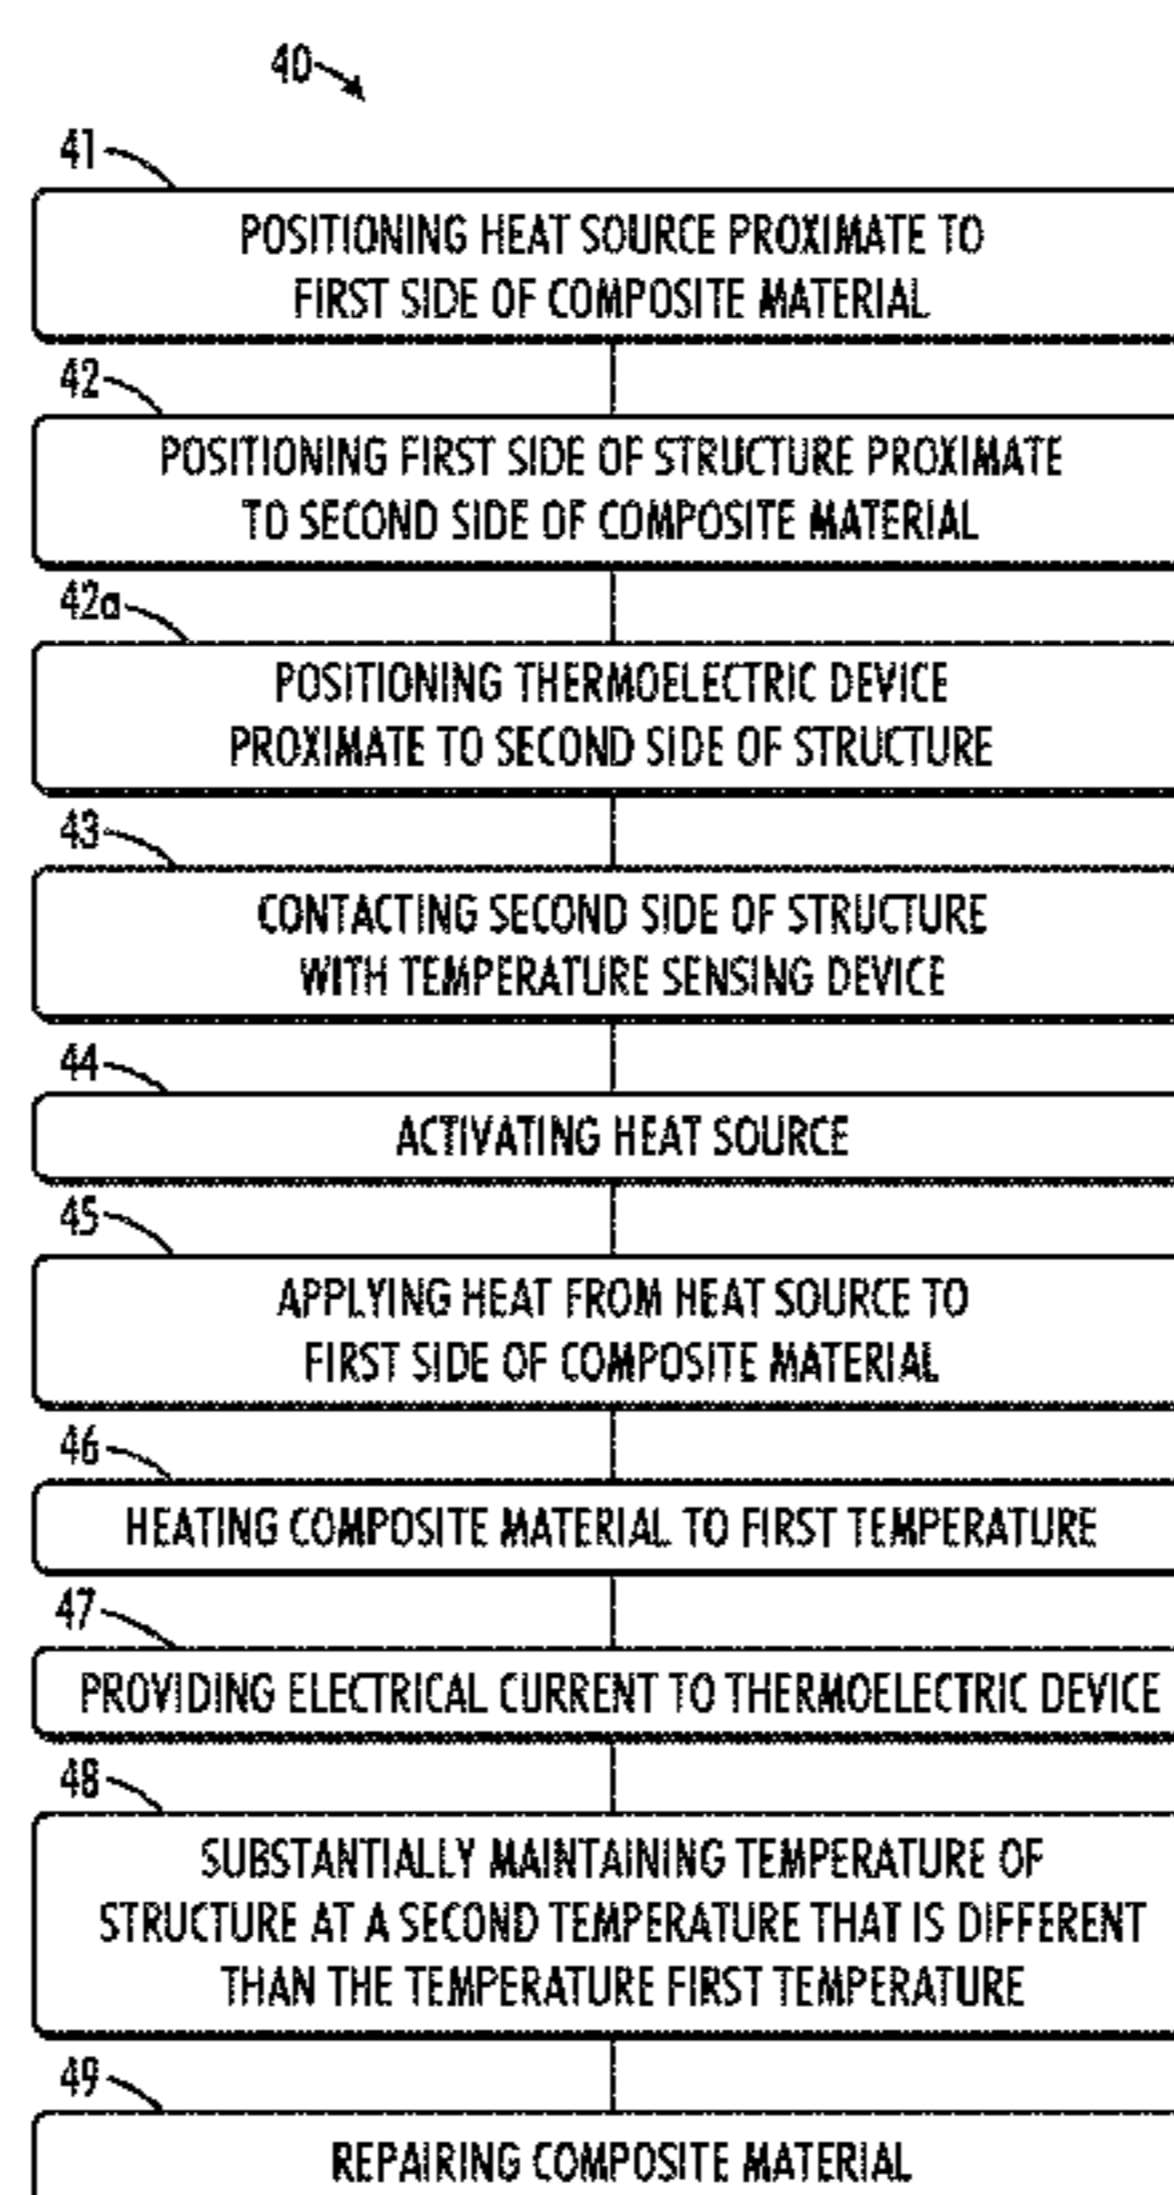 40
41
POSITIONING HEAT SOURCE PROXIMATE TO
FIRST SIDE OF COMPOSITE MATERIAL
42
POSITIONING FIRST SIDE OF STRUCTURE PROXIMATE
TO SECOND SIDE OF COMPOSITE MATERIAL
42a
POSITIONING THERMOELECTRIC DEVICE
PROXIMATE TO SECOND SIDE OF STRUCTURE
43
CONTACTING SECOND SIDE OF STRUCTURE
WITH TEMPERATURE SENSING DEVICE
44
ACTIVATING HEAT SOURCE
45
APPLYING HEAT FROM HEAT SOURCE TO
FIRST SIDE OF COMPOSITE MATERIAL
46
HEATING COMPOSITE MATERIAL TO FIRST TEMPERATURE
47
PROVIDING ELECTRICAL CURRENT TO THERMOELECTRIC DEVICE
48
SUBSTANTIALLY MAINTAINING TEMPERATURE OF
STRUCTURE AT A SECOND TEMPERATURE THAT IS DIFFERENT
THAN THE TEMPERATURE FIRST TEMPERATURE
49
REPAIRING COMPOSITE MATERIAL